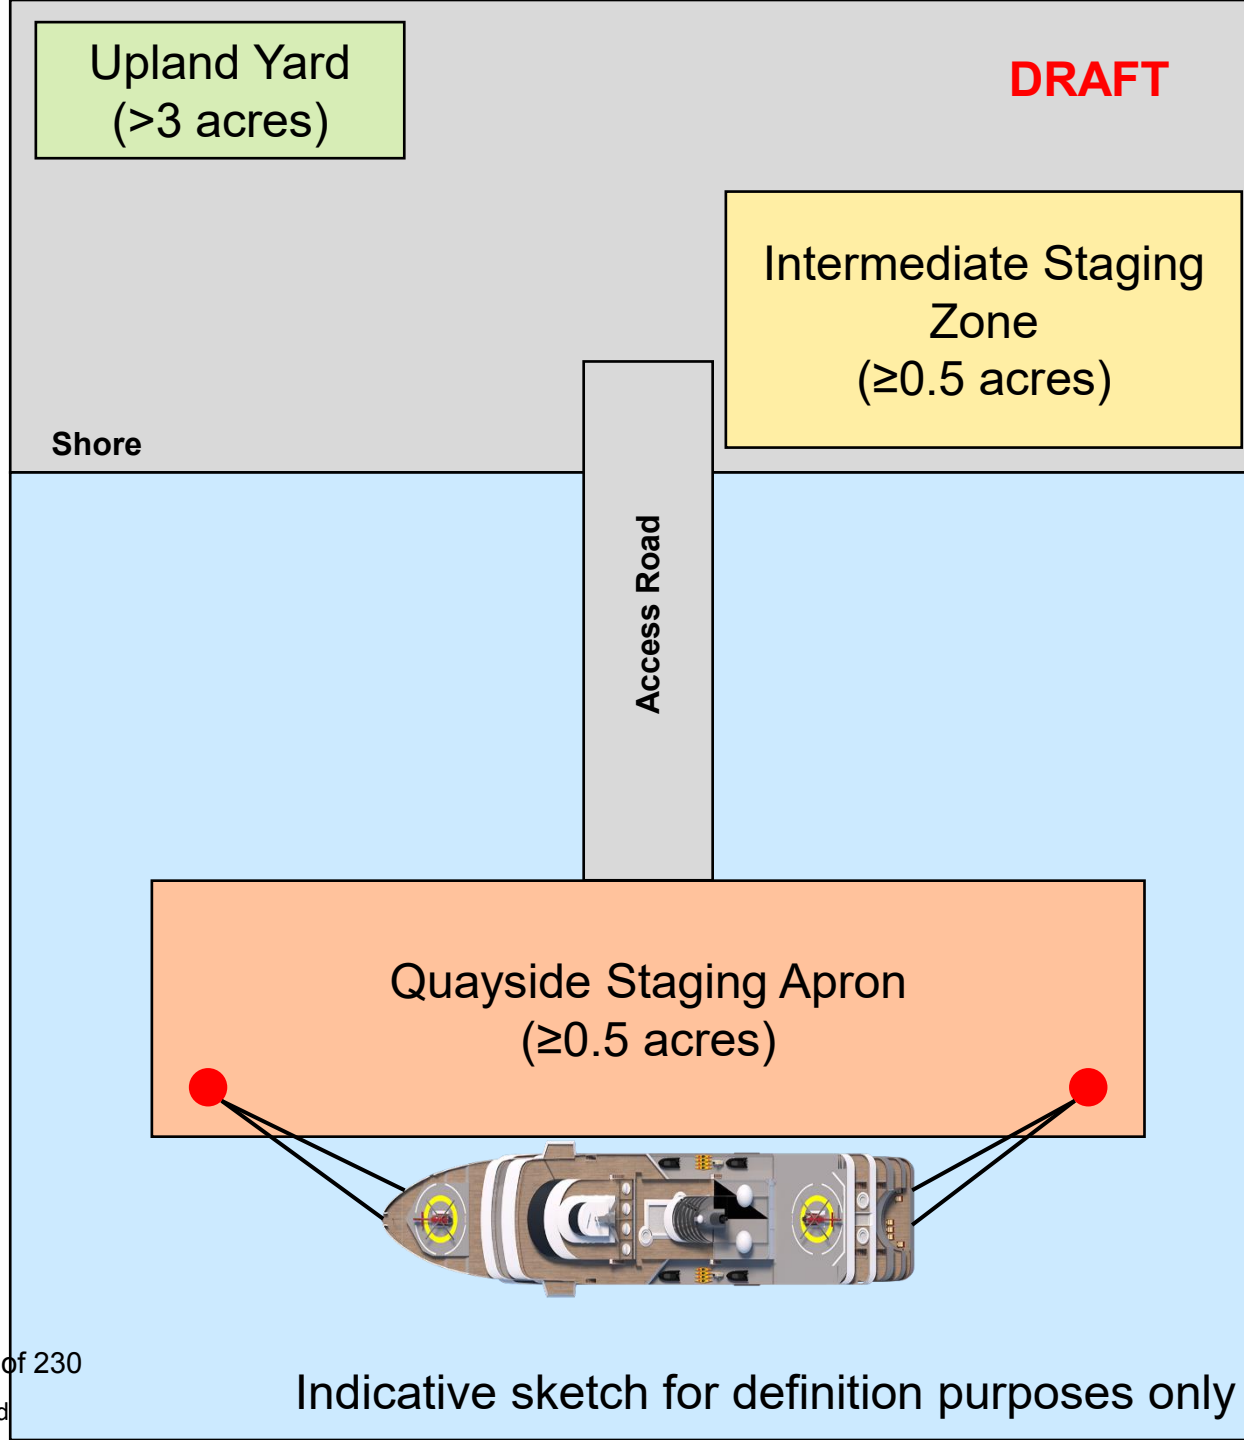 Upland Yard
(>3 acres)
DRAFT
Intermediate Staging
Zone
(≥0.5 acres)
Shore
Access Road
Quayside Staging Apron
(≥0.5 acres)
of 230
Indicative sketch for definition purposes only
d